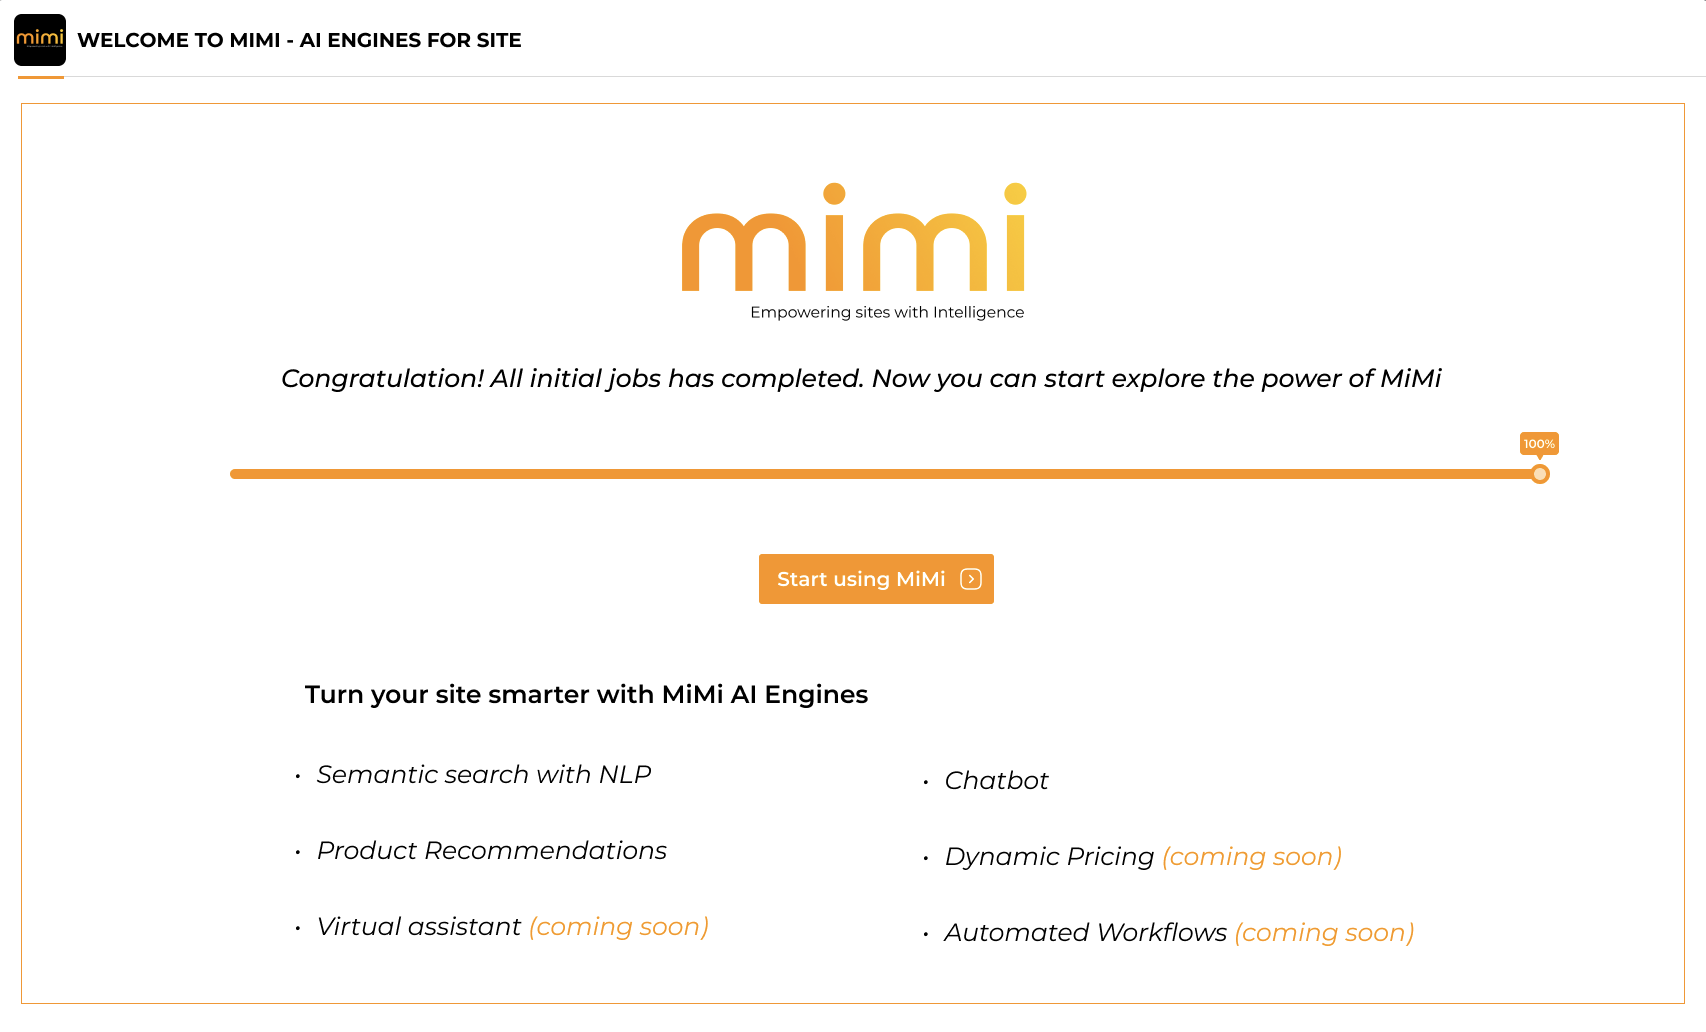 mimi
WELCOME TO MIMI - AI ENGINES FOR SITE
mimi
Empowering sites with Intelligence
Congratulation! All initial jobs has completed. Now you can start explore the power of MiMi
100%
Start using MiMi
Turn your site smarter with MiMi AI Engines
• Semantic search with NLP
• Product Recommendations
• Virtual assistant (coming soon)
• Chatbot
• Dynamic Pricing (coming soon)
• Automated Workflows (coming soon)